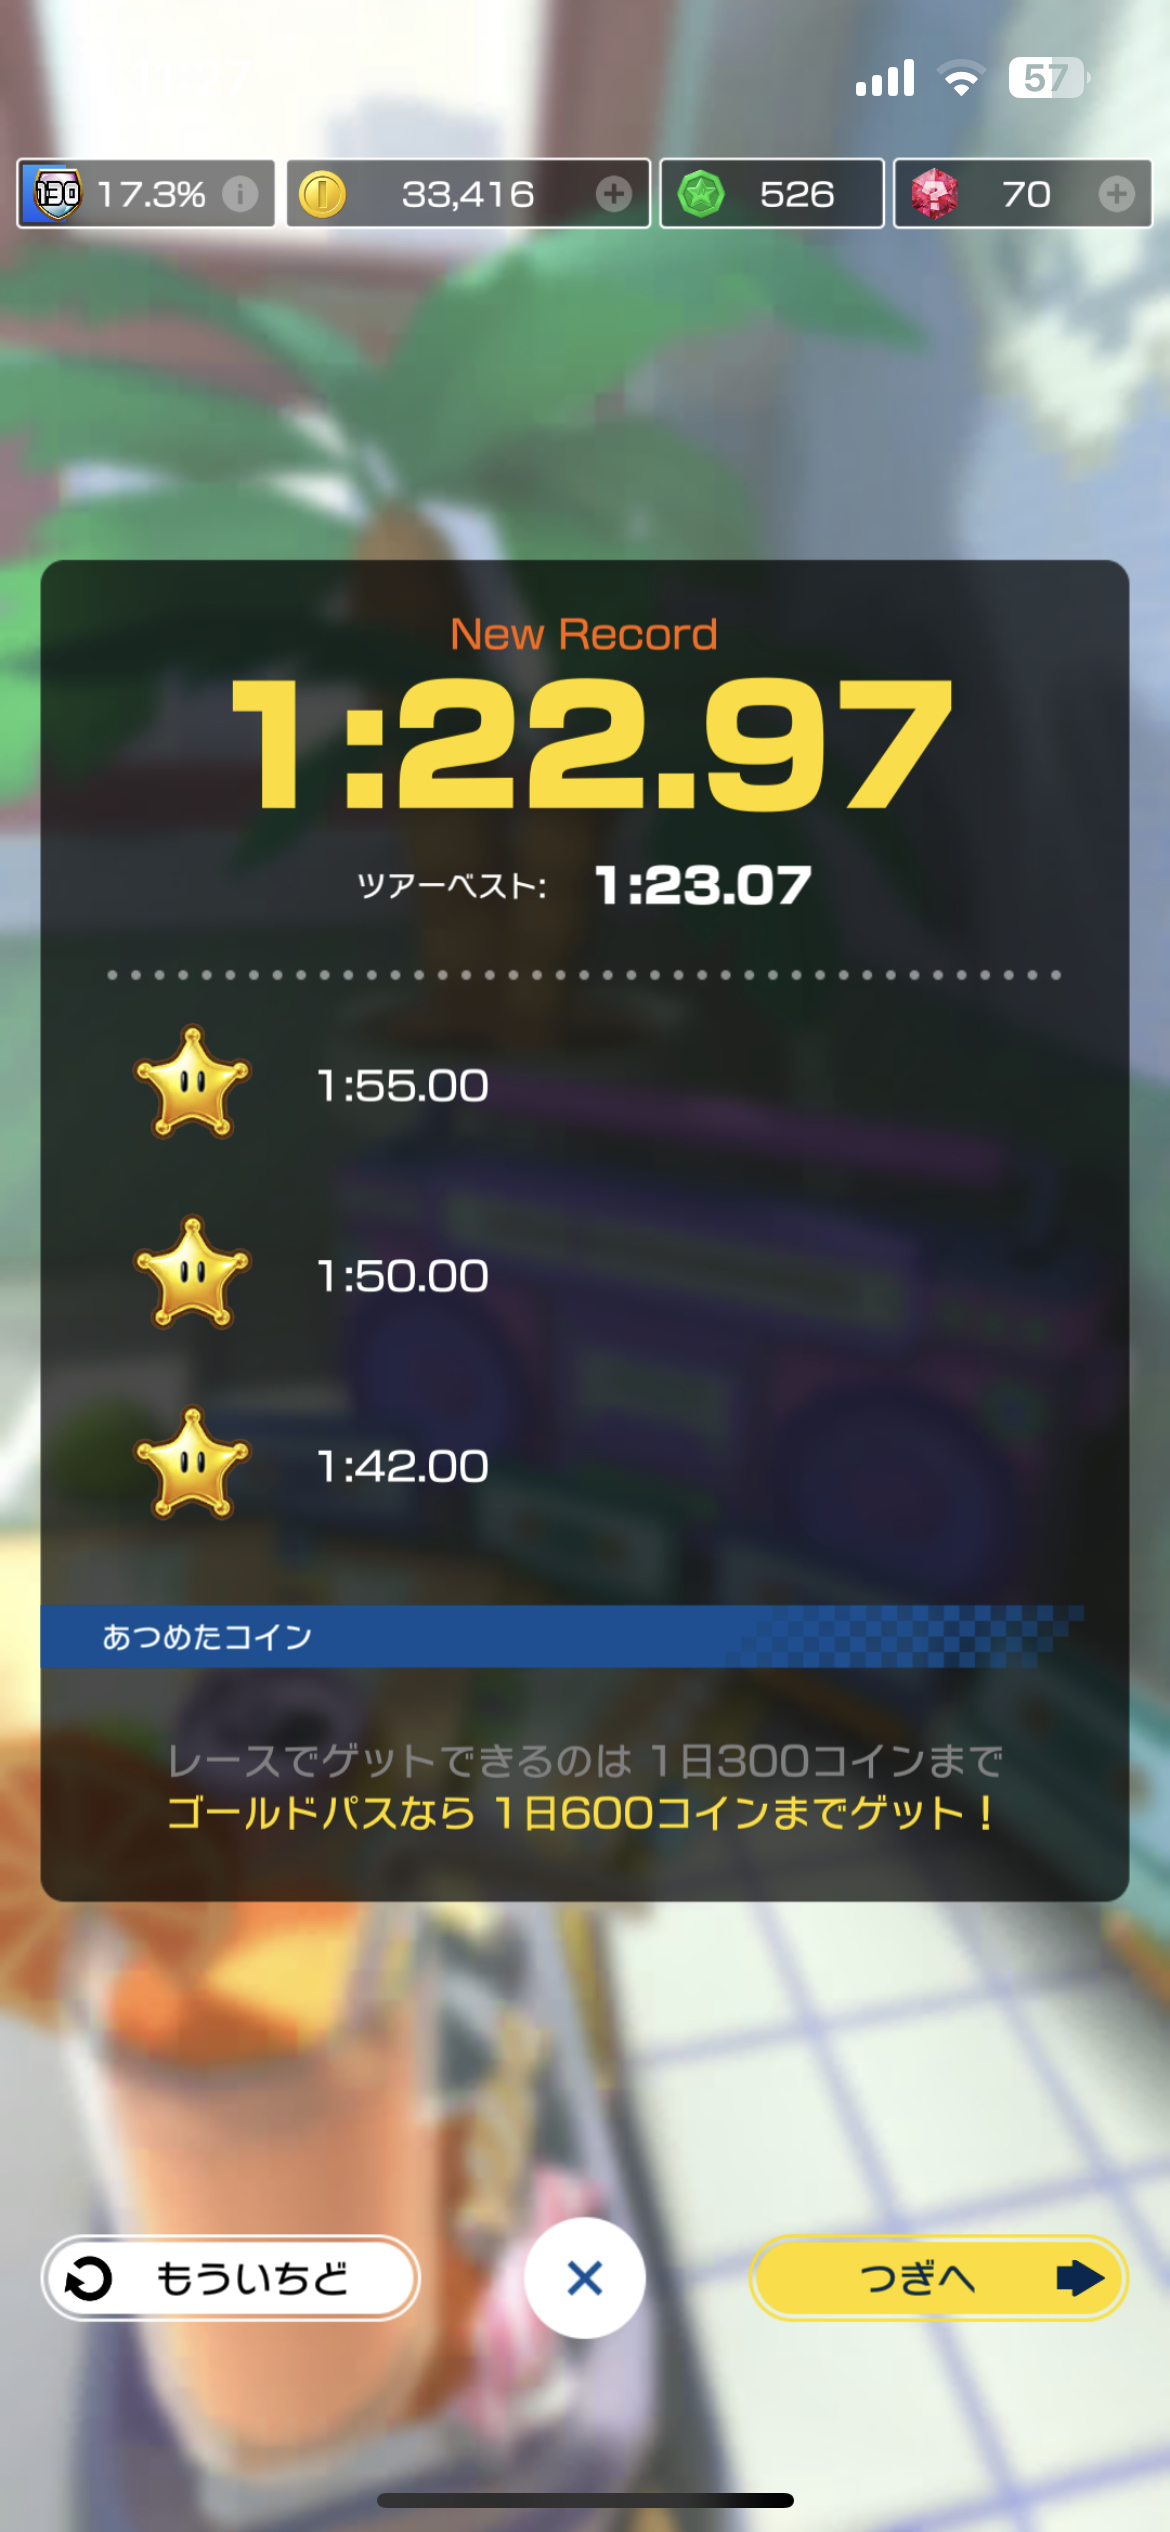 57
130 17.3% i 33,416 + 526 ? 70 +
New Record
1:22.97
ツアーベスト: 1:23.07
1:55.00
1:50.00
1:42.00
あつめたコイン
レースでゲットできるのは 1日300コインまで
ゴールドパスなら 1日600コインまでゲット！
もういちど
×
つぎへ